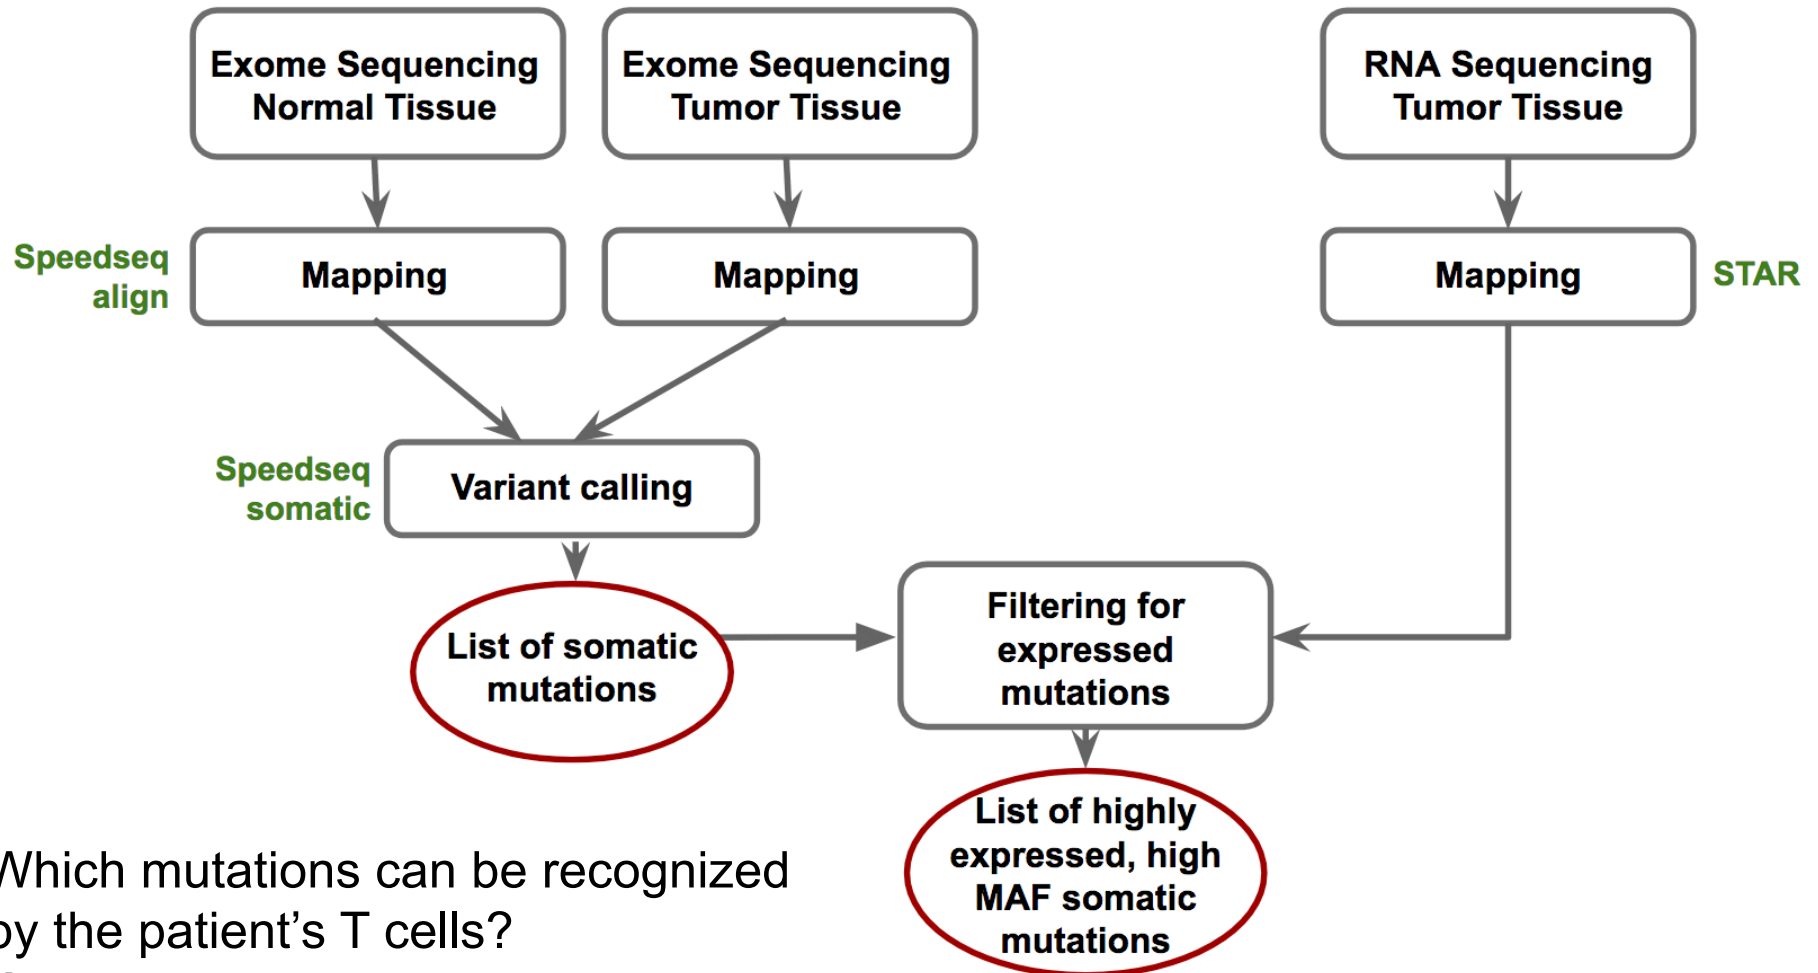 Exome Sequencing
Normal Tissue
Exome Sequencing
Tumor Tissue
RNA Sequencing
Tumor Tissue
Speedseq
align
Mapping
Mapping
Mapping
STAR
Speedseq
somatic
Variant calling
List of somatic
mutations
Filtering for
expressed
mutations
List of highly
expressed, high
MAF somatic
mutations
Which mutations can be recognized
by the patient’s T cells?